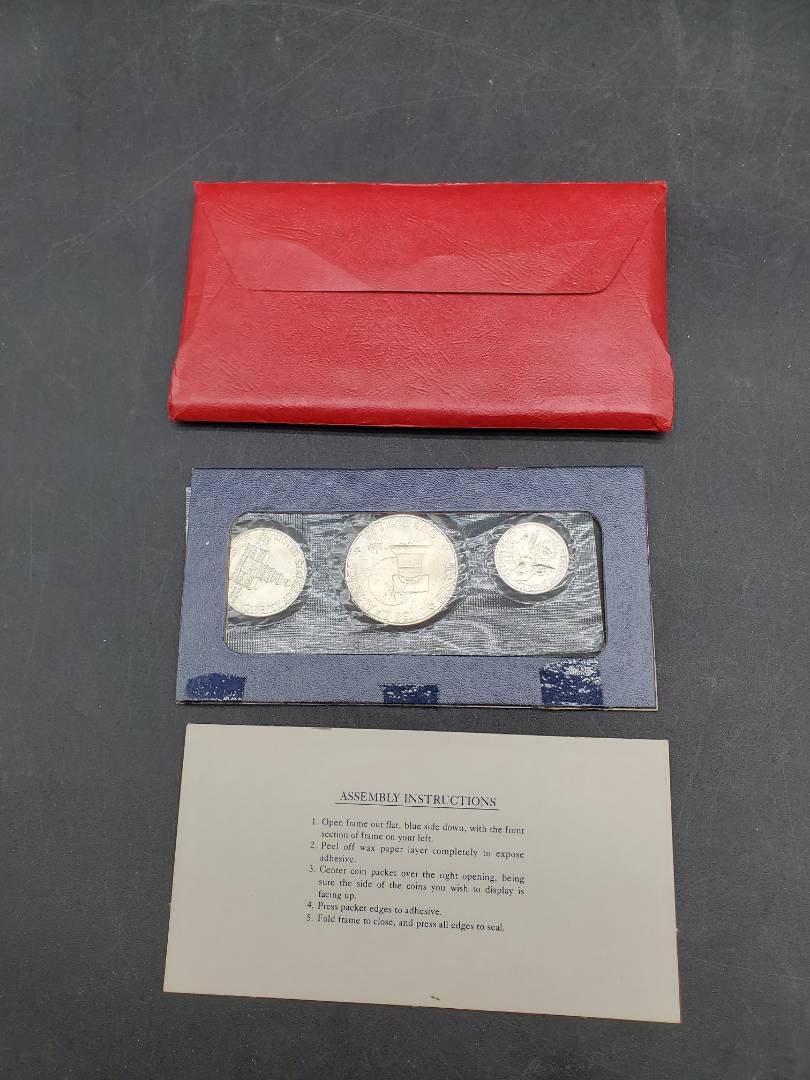 UNITED STATES
ASSEMBLY INSTRUCTIONS
1. Open frame out flat, blue side down, with the front
section of frame on your left.
2. Peel off wax paper layer completely to expose
adhesive.
3. Center coin packet over the right opening, being
sure the side of the coins you wish to display is
facing up.
4. Press packet edges to adhesive.
5. Fold frame to close, and press all edges to seal.